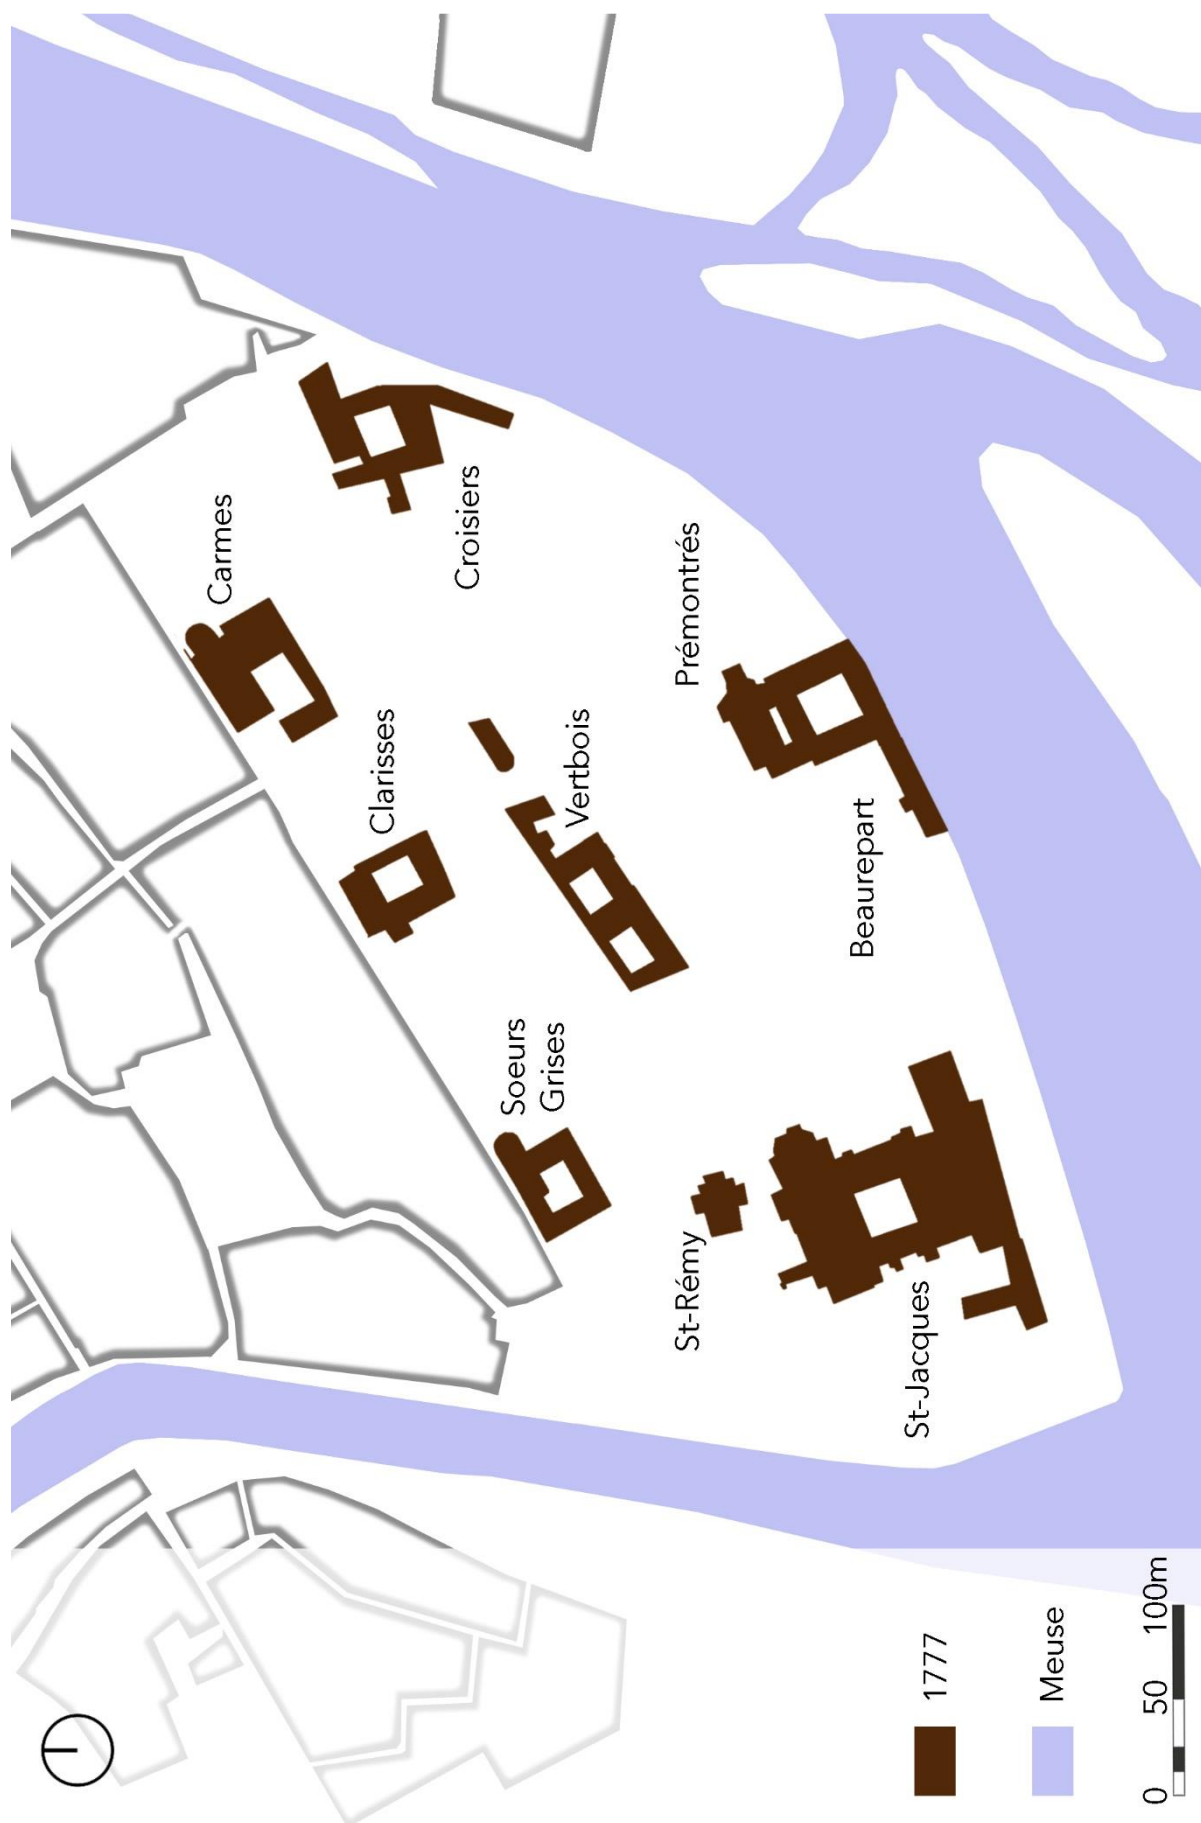 Carmes
Clarisses
Croisiers
Soeurs
Grises
Vertbois
St-Rémy
Prémontrés
Beaurepart
St-Jacques
1777
Meuse
0 50 100m